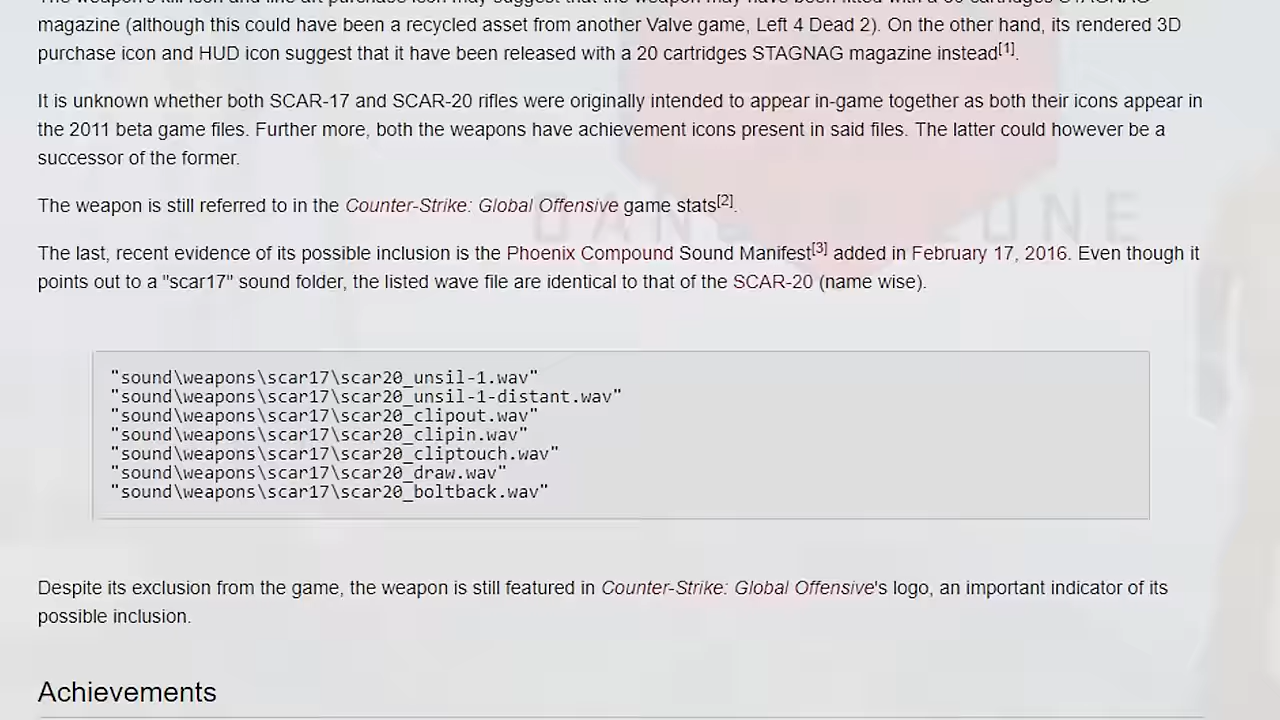 magazine (although this could have been a recycled asset from another Valve game, Left 4 Dead 2). On the other hand, its rendered 3D
purchase icon and HUD icon suggest that it have been released with a 20 cartridges STAGNAG magazine instead[1].
It is unknown whether both SCAR-17 and SCAR-20 rifles were originally intended to appear in-game together as both their icons appear in
the 2011 beta game files. Further more, both the weapons have achievement icons present in said files. The latter could however be a
successor of the former.
The weapon is still referred to in the Counter-Strike: Global Offensive game stats[2].
The last, recent evidence of its possible inclusion is the Phoenix Compound Sound Manifest[3] added in February 17, 2016. Even though it
points out to a "scar17" sound folder, the listed wave file are identical to that of the SCAR-20 (name wise).
"sound\weapons\scar17\scar20_unsil-1.wav"
"sound\weapons\scar17\scar20_unsil-1-distant.wav"
"sound\weapons\scar17\scar20_clipout.wav"
"sound\weapons\scar17\scar20_clipin.wav"
"sound\weapons\scar17\scar20_cliptouch.wav"
"sound\weapons\scar17\scar20_draw.wav"
"sound\weapons\scar17\scar20_boltback.wav"
Despite its exclusion from the game, the weapon is still featured in Counter-Strike: Global Offensive's logo, an important indicator of its
possible inclusion.
Achievements